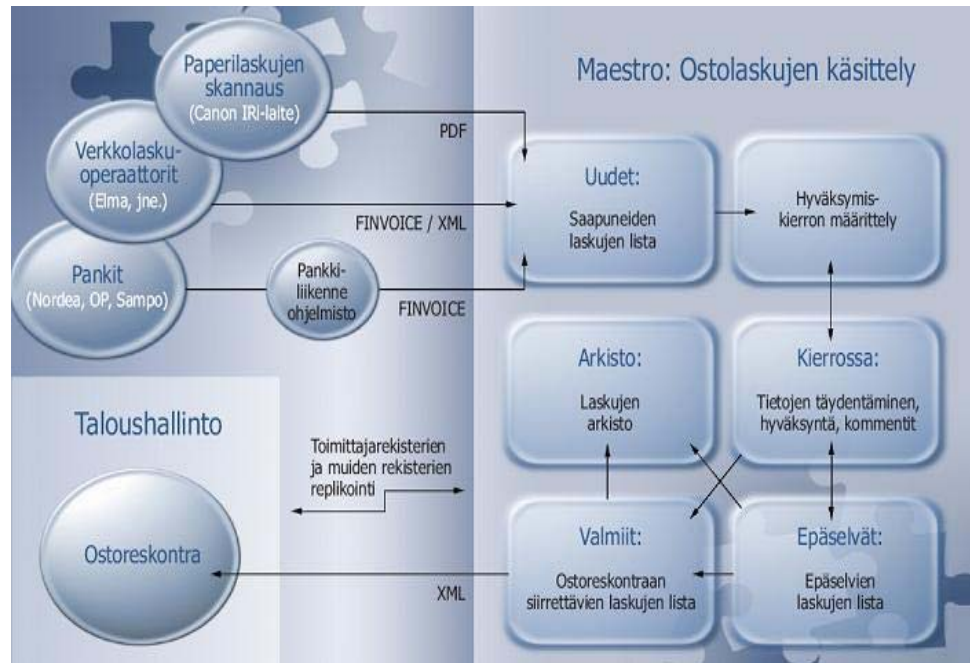 Paperilaskujen
skannaus
(Canon IRi-laite)
Verkkolasku-
operaattorit
(Elma, jne.)
Pankit
(Nordea, OP, Sampo)
Pankki-
liikenne
ohjelmisto
PDF
FINVOICE / XML
FINVOICE
Maestro: Ostolaskujen käsittely
Uudet:
Saapuneiden
laskujen lista
Hyväksymis-
kierron määrittely
Arkisto:
Laskujen
arkisto
Kierrossa:
Tietojen täydentäminen,
hyväksyntä, kommentit
Taloushallinto
Ostoreskontra
Toimittajarekisterien
ja muiden rekisterien
replikointi
XML
Valmiit:
Ostoreskontraan
siirrettävien laskujen lista
Epäselvät:
Epäselvien
laskujen lista